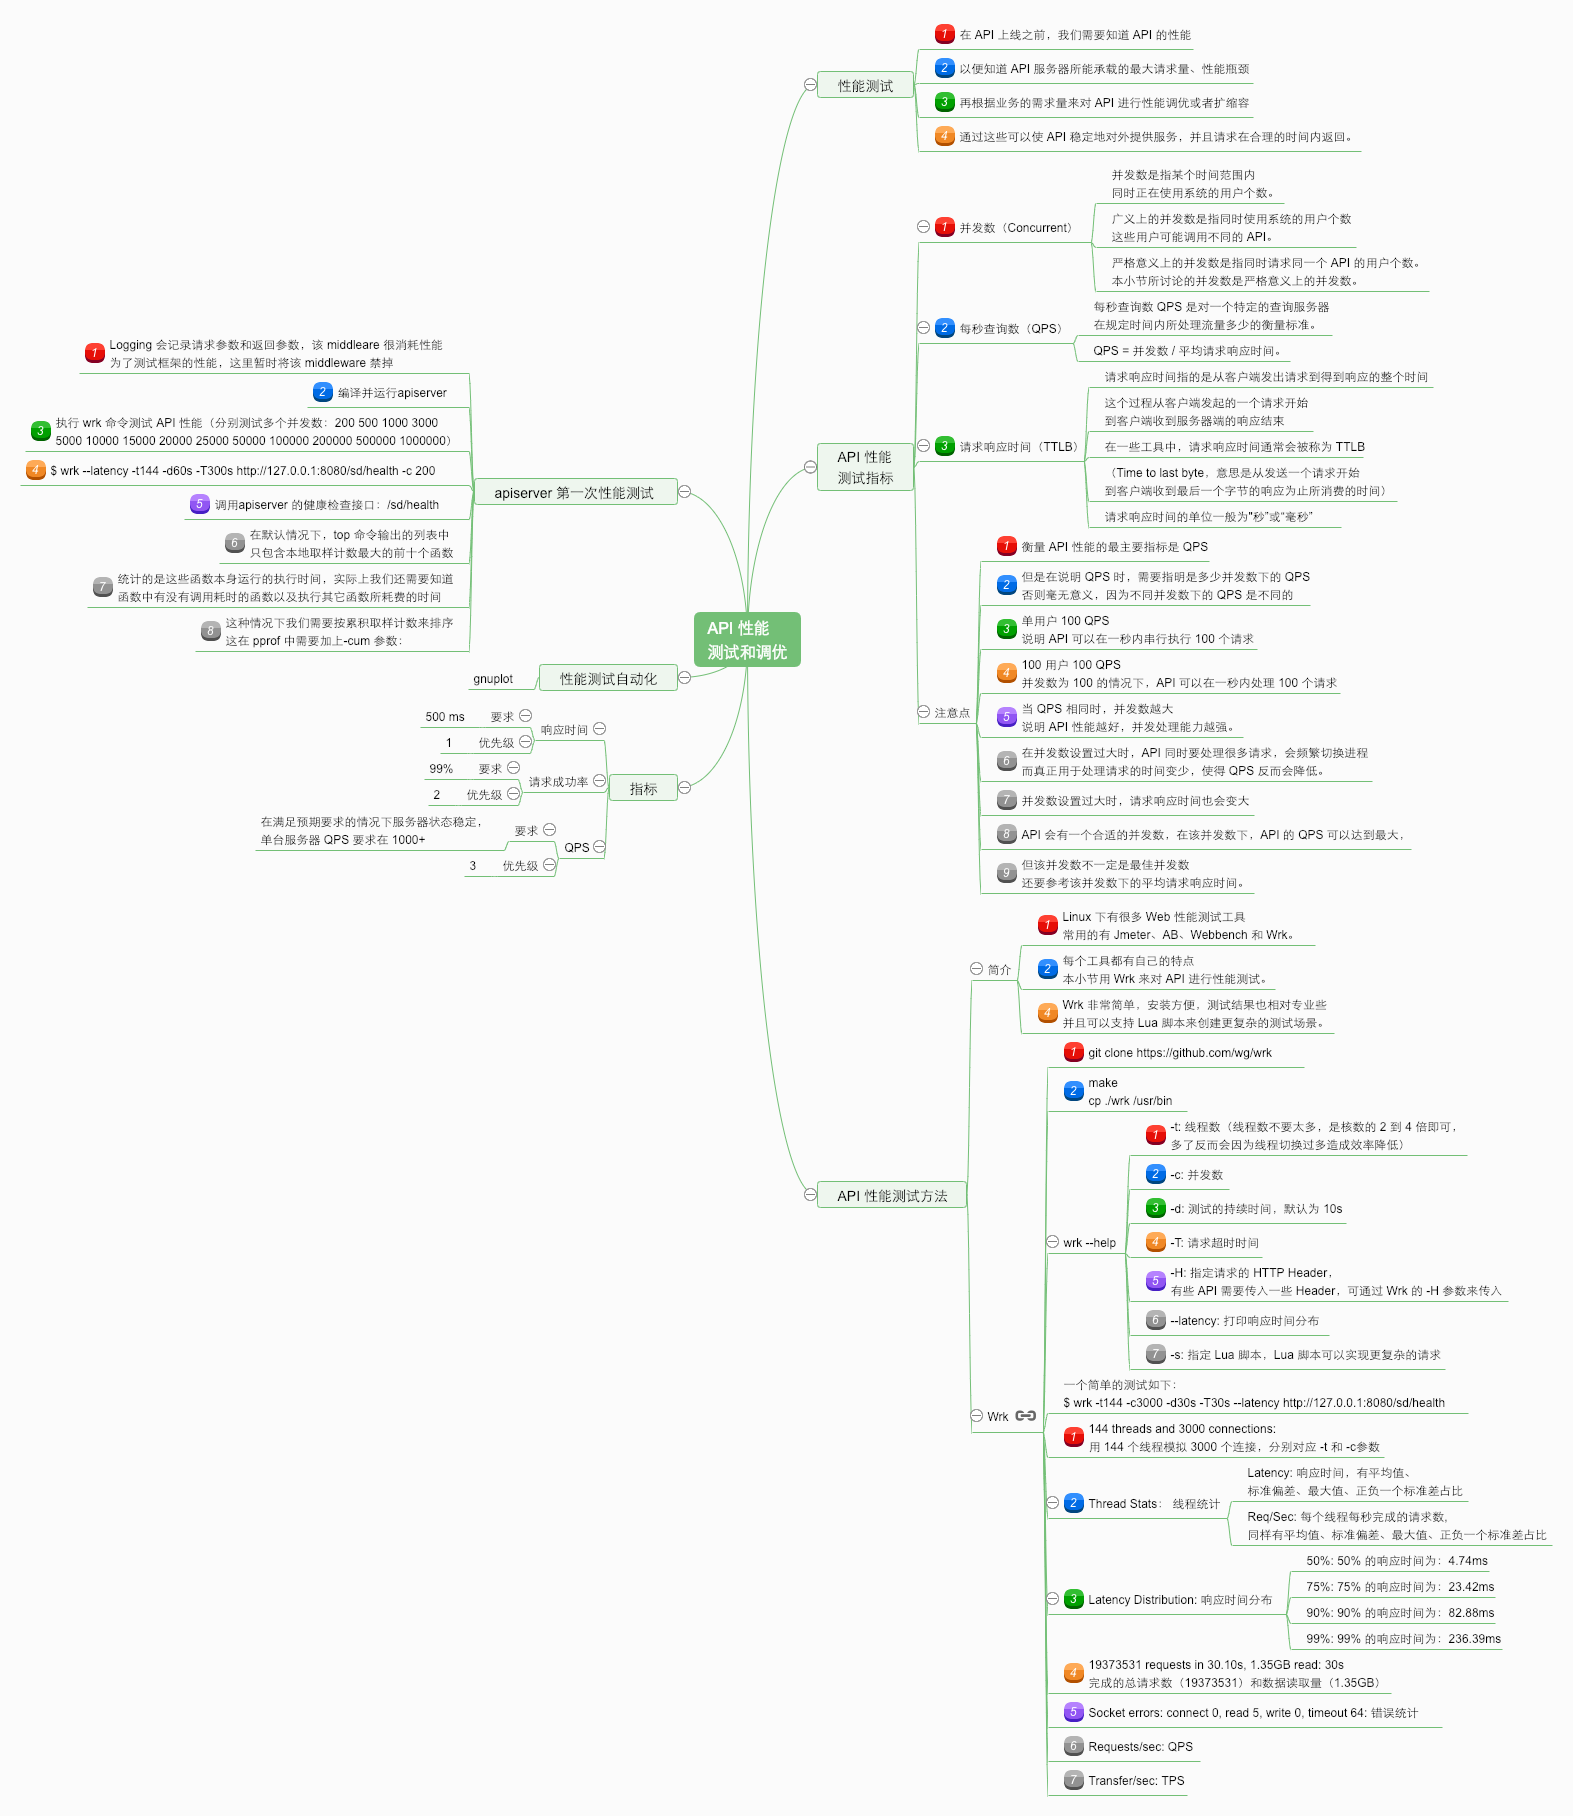 API 性能
测试和调优
性能测试
1 在 API 上线之前，我们需要知道 API 的性能
2 以便知道 API 服务器所能承载的最大请求量、性能瓶颈
3 再根据业务的需求量来对 API 进行性能调优或者扩缩容
4 通过这些可以使 API 稳定地对外提供服务，并且请求在合理的时间内返回。
API 性能
测试指标
1 并发数（Concurrent）
并发数是指某个时间范围内
同时正在使用系统的用户个数。
广义上的并发数是指同时使用系统的用户个数
这些用户可能调用不同的 API。
严格意义上的并发数是指同时请求同一个 API 的用户个数。
本小节所讨论的并发数是严格意义上的并发数。
2 每秒查询数（QPS）
每秒查询数 QPS 是对一个特定的查询服务器
在规定时间内所处理流量多少的衡量标准。
QPS = 并发数 / 平均请求响应时间。
3 请求响应时间（TTLB）
请求响应时间指的是从客户端发出请求到得到响应的整个时间
这个过程从客户端发起的一个请求开始
到客户端收到服务器端的响应结束
在一些工具中，请求响应时间通常会被称为 TTLB
（Time to last byte，意思是从发送一个请求开始
到客户端收到最后一个字节的响应为止所消费的时间）
请求响应时间的单位一般为"秒”或“毫秒”
注意点
1 衡量 API 性能的最主要指标是 QPS
2 但是在说明 QPS 时，需要指明是多少并发数下的 QPS
否则毫无意义，因为不同并发数下的 QPS 是不同的
3 单用户 100 QPS
说明 API 可以在一秒内串行执行 100 个请求
4 100 用户 100 QPS
并发数为 100 的情况下，API 可以在一秒内处理 100 个请求
5 当 QPS 相同时，并发数越大
说明 API 性能越好，并发处理能力越强。
6 在并发数设置过大时，API 同时要处理很多请求，会频繁切换进程
而真正用于处理请求的时间变少，使得 QPS 反而会降低。
7 并发数设置过大时，请求响应时间也会变大
8 API 会有一个合适的并发数，在该并发数下，API 的 QPS 可以达到最大，
9 但该并发数不一定是最佳并发数
还要参考该并发数下的平均请求响应时间。
API 性能测试方法
简介
1 Linux 下有很多 Web 性能测试工具
常用的有 Jmeter、AB、Webbench 和 Wrk。
2 每个工具都有自己的特点
本小节用 Wrk 来对 API 进行性能测试。
4 Wrk 非常简单，安装方便，测试结果也相对专业些
并且可以支持 Lua 脚本来创建更复杂的测试场景。
Wrk
1 git clone https://github.com/wg/wrk
2 make
cp ./wrk /usr/bin
wrk --help
1 -t: 线程数（线程数不要太多，是核数的 2 到 4 倍即可，
多了反而会因为线程切换过多造成效率降低）
2 -c: 并发数
3 -d: 测试的持续时间，默认为 10s
4 -T: 请求超时时间
5 -H: 指定请求的 HTTP Header，
有些 API 需要传入一些 Header，可通过 Wrk 的 -H 参数来传入
6 --latency: 打印响应时间分布
7 -s: 指定 Lua 脚本，Lua 脚本可以实现更复杂的请求
一个简单的测试如下：
$ wrk -t144 -c3000 -d30s -T30s --latency http://127.0.0.1:8080/sd/health
1 144 threads and 3000 connections:
用 144 个线程模拟 3000 个连接，分别对应 -t 和 -c参数
2 Thread Stats： 线程统计
Latency: 响应时间，有平均值、
标准偏差、最大值、正负一个标准差占比
Req/Sec: 每个线程每秒完成的请求数,
同样有平均值、标准偏差、最大值、正负一个标准差占比
3 Latency Distribution: 响应时间分布
50%: 50% 的响应时间为：4.74ms
75%: 75% 的响应时间为：23.42ms
90%: 90% 的响应时间为：82.88ms
99%: 99% 的响应时间为：236.39ms
4 19373531 requests in 30.10s, 1.35GB read: 30s
完成的总请求数（19373531）和数据读取量（1.35GB）
5 Socket errors: connect 0, read 5, write 0, timeout 64: 错误统计
6 Requests/sec: QPS
7 Transfer/sec: TPS
apiserver 第一次性能测试
1 Logging 会记录请求参数和返回参数，该 middleare 很消耗性能
为了测试框架的性能，这里暂时将该 middleware 禁掉
2 编译并运行apiserver
3 执行 wrk 命令测试 API 性能（分别测试多个并发数：200 500 1000 3000
5000 10000 15000 20000 25000 50000 100000 200000 500000 1000000）
4 $ wrk --latency -t144 -d60s -T300s http://127.0.0.1:8080/sd/health -c 200
5 调用apiserver 的健康检查接口：/sd/health
6 在默认情况下，top 命令输出的列表中
只包含本地取样计数最大的前十个函数
7 统计的是这些函数本身运行的执行时间，实际上我们还需要知道
函数中有没有调用耗时的函数以及执行其它函数所耗费的时间
8 这种情况下我们需要按累积取样计数来排序
这在 pprof 中需要加上-cum 参数：
性能测试自动化
gnuplot
指标
响应时间
要求
500 ms
优先级
1
请求成功率
要求
99%
优先级
2
QPS
要求
在满足预期要求的情况下服务器状态稳定，
单台服务器 QPS 要求在 1000+
优先级
3